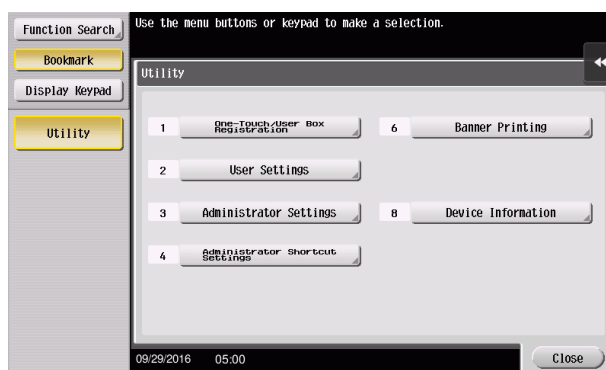 Function Search
Bookmark
Display Keypad
Utility
Use the menu buttons or keypad to make a selection.
Utility
1 One-Touch/User Box
Registration
2 User Settings
3 Administrator Settings
4 Administrator Shortcut
Settings
6 Banner Printing
8 Device Information
09/29/2016 05:00
Close